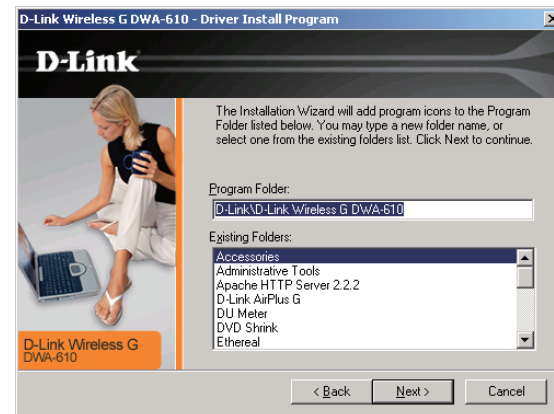 D-Link Wireless G DWA-610 - Driver Install Program
D-Link
The Installation Wizard will add program icons to the Program
Folder listed below. You may type a new folder name, or
select one from the existing folders list. Click Next to continue.
Program Folder:
D-Link\D-Link Wireless G DWA-610
Existing Folders:
Accessories
Administrative Tools
Apache HTTP Server 2.2.2
D-Link AirPlus G
DU Meter
DVD Shrink
Ethereal
D-Link Wireless G
DWA-610
< Back
Next >
Cancel